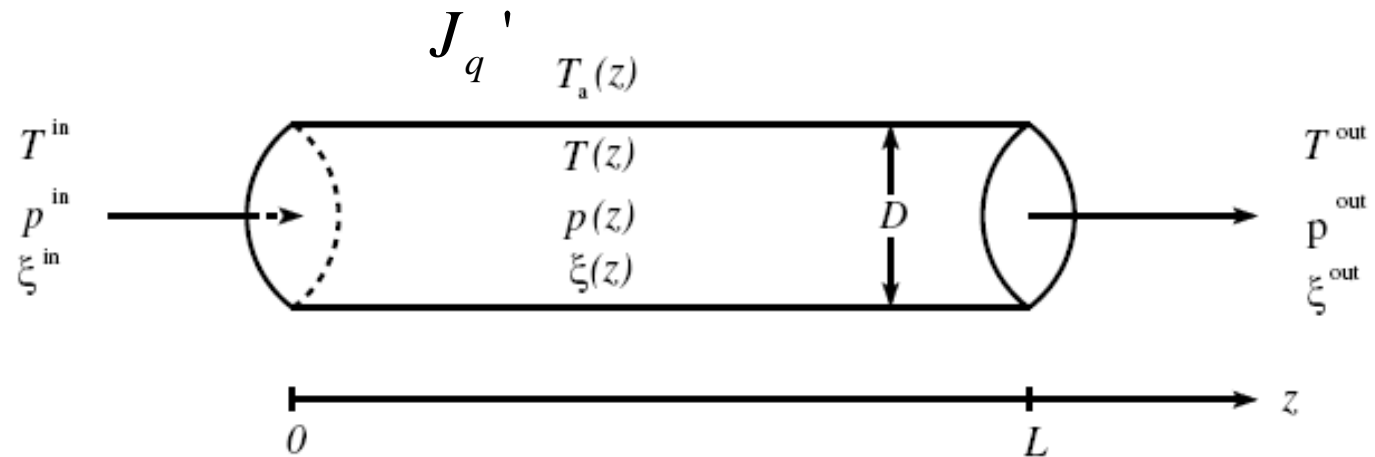 J_q '
T_a(z)
T^in
T(z)
T^out
p^in
p(z)
D
p^out
ξ^in
ξ(z)
ξ^out
z
0
L